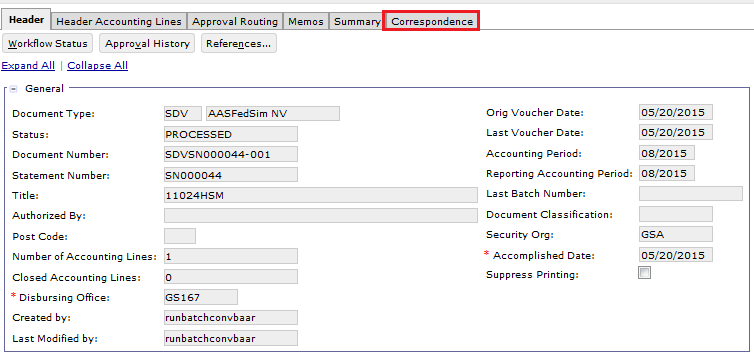 Header Header Accounting Lines Approval Routing Memos Summary Correspondence
Workflow Status Approval History References...
Expand All | Collapse All
General
Document Type: SDV AASFedSim NV
Status: PROCESSED
Document Number: SDVSN000044-001
Statement Number: SN000044
Title: 11024HSM
Authorized By:
Post Code:
Number of Accounting Lines: 1
Closed Accounting Lines: 0
* Disbursing Office: GS167
Created by: runbatchconvbaar
Last Modified by: runbatchconvbaar
Orig Voucher Date: 05/20/2015
Last Voucher Date: 05/20/2015
Accounting Period: 08/2015
Reporting Accounting Period: 08/2015
Last Batch Number:
Document Classification:
Security Org: GSA
* Accomplished Date: 05/20/2015
Suppress Printing: